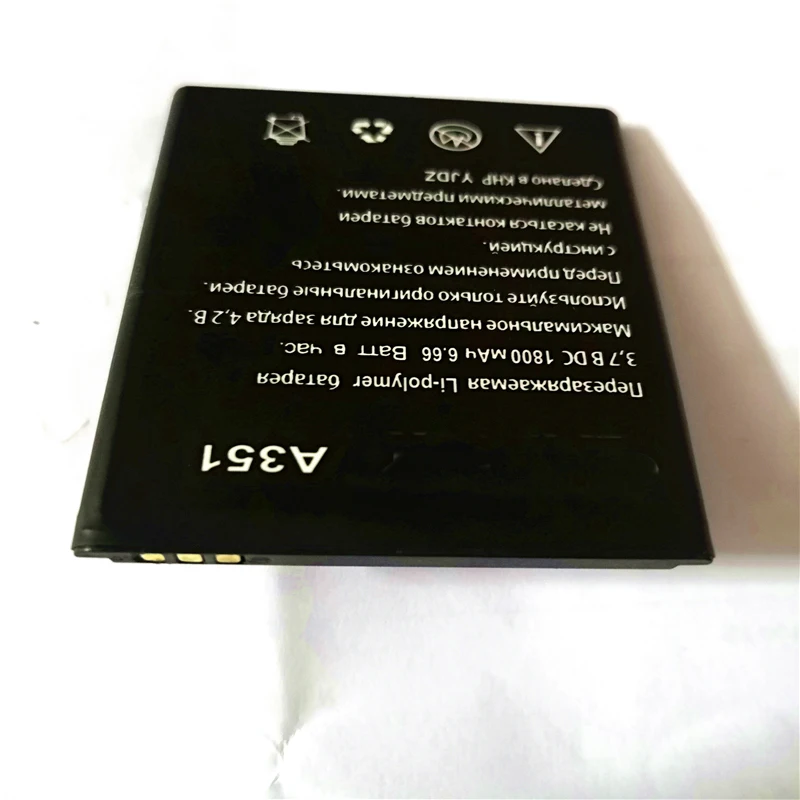 A351
Перезаряжаемая Li-polymer батарея
3,7 В DC 1800 мАч 6.66 Ватт в час.
Максимальное напряжение для заряда 4,2 В.
Используйте только оригинальные батареи.
Перед применением ознакомьтесь
с инструкцией.
Не касаться контактов батареи
металлическими предметами.
Сделано в КНР YJDZ